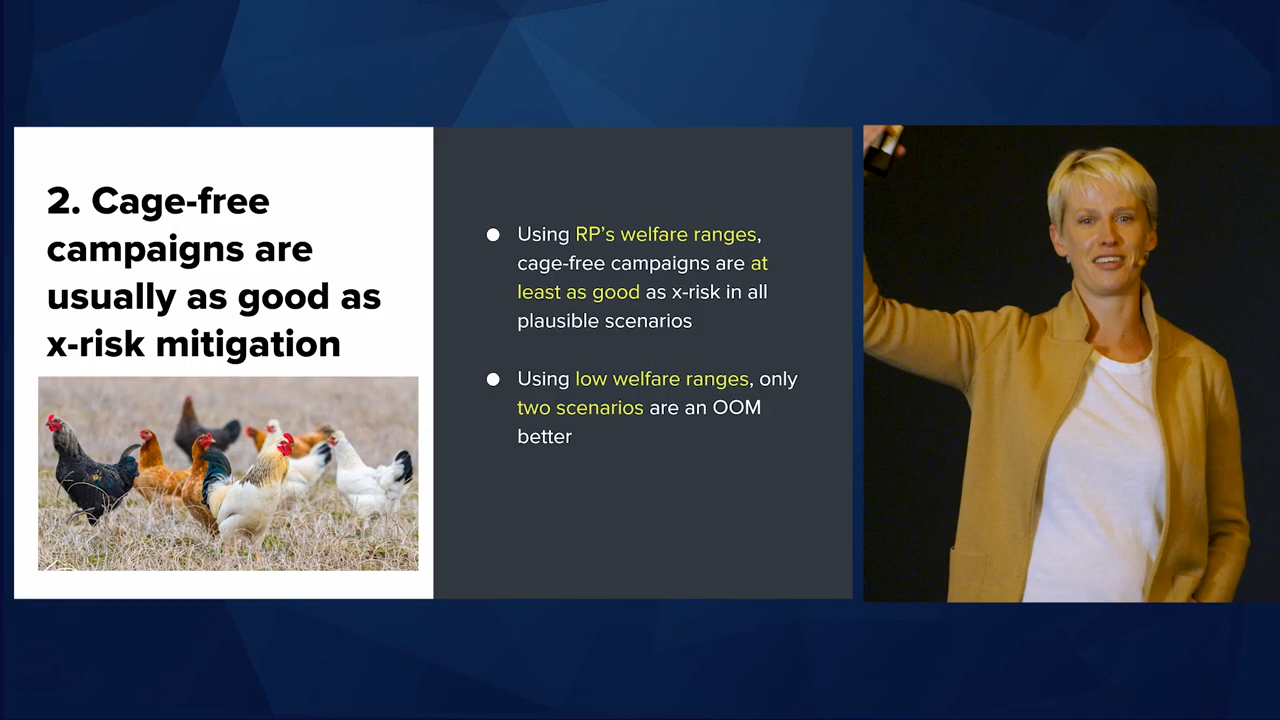 2. Cage-free
campaigns are
usually as good as
x-risk mitigation
Using RP’s welfare ranges,
cage-free campaigns are at
least as good as x-risk in all
plausible scenarios
Using low welfare ranges, only
two scenarios are an OOM
better